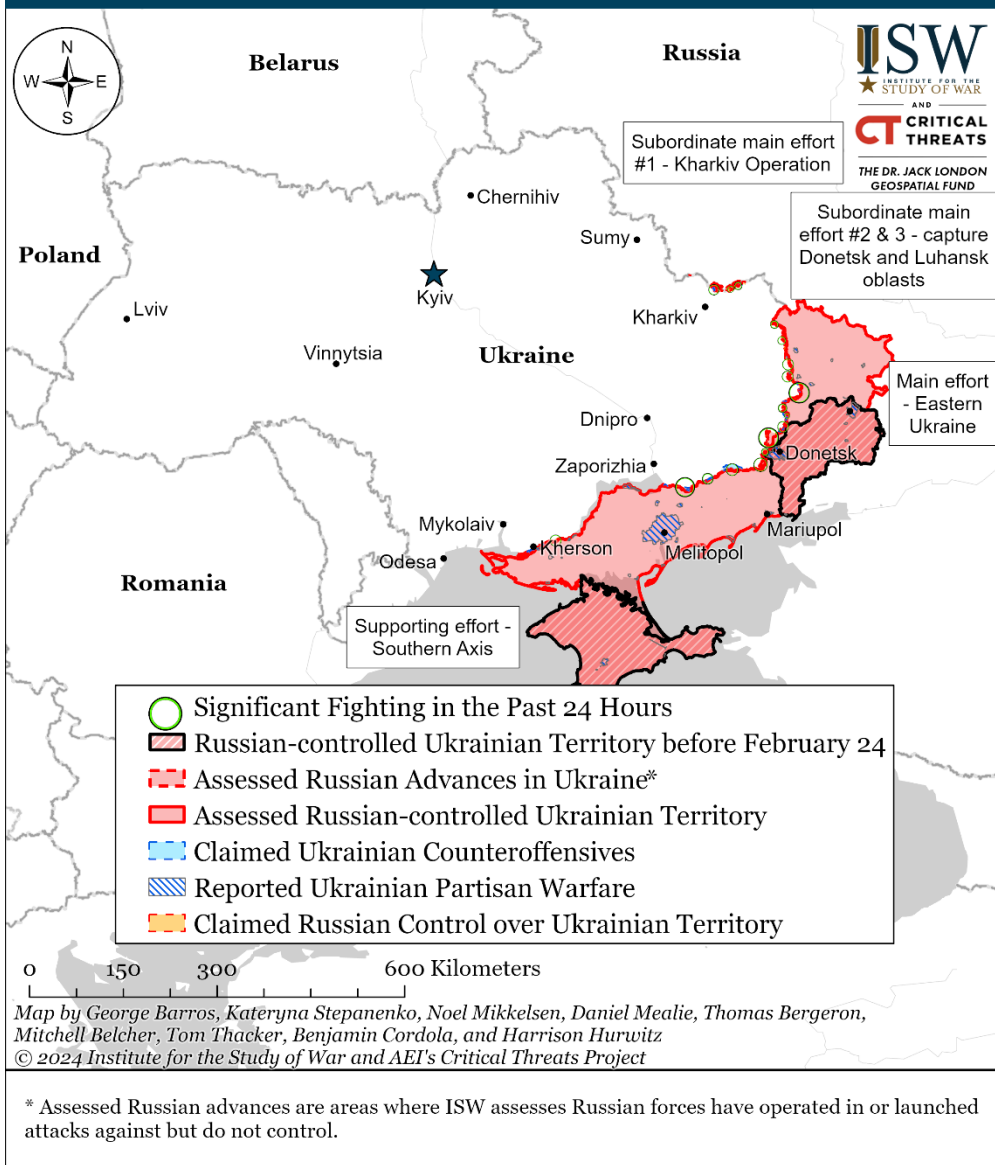 N
W
E
S
Belarus
Russia
ISW
INSTITUTE FOR THE
STUDY OF WAR
AND
CT CRITICAL
THREATS
THE DR. JACK LONDON
GEOSPATIAL FUND
Subordinate main effort
#1 - Kharkiv Operation
Subordinate main
effort #2 & 3 - capture
Donetsk and Luhansk
oblasts
Chernihiv
Sumy
Poland
Kyiv
Lviv
Kharkiv
Vinnytsia
Ukraine
Main effort
- Eastern
Ukraine
Dnipro
Donetsk
Zaporizhia
Mykolaiv
Mariupol
Kherson
Melitopol
Odesa
Romania
Supporting effort -
Southern Axis
Significant Fighting in the Past 24 Hours
Russian-controlled Ukrainian Territory before February 24
Assessed Russian Advances in Ukraine*
Assessed Russian-controlled Ukrainian Territory
Claimed Ukrainian Counteroffensives
Reported Ukrainian Partisan Warfare
Claimed Russian Control over Ukrainian Territory
0 150 300 600 Kilometers
Map by George Barros, Kateryna Stepanenko, Noel Mikkelsen, Daniel Mealie, Thomas Bergeron,
Mitchell Belcher, Tom Thacker, Benjamin Cordola, and Harrison Hurwitz
© 2024 Institute for the Study of War and AEI's Critical Threats Project
* Assessed Russian advances are areas where ISW assesses Russian forces have operated in or launched
attacks against but do not control.